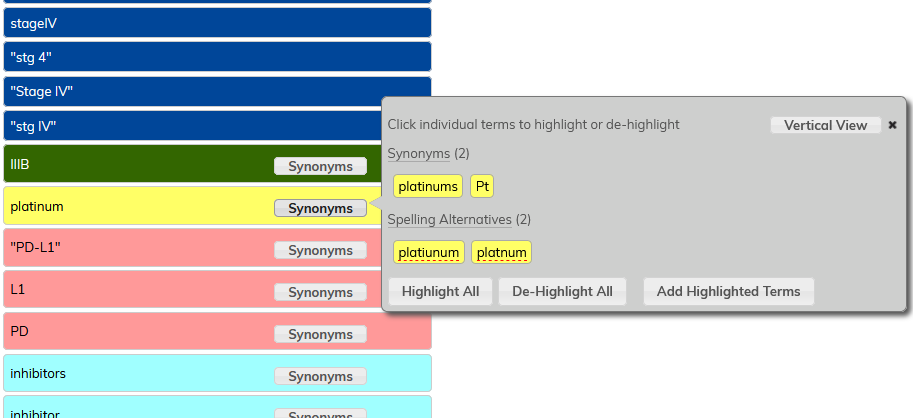 stageIV
"stg 4"
"Stage IV"
"stg IV"
IIIB Synonyms
platinum Synonyms
"PD-L1" Synonyms
L1 Synonyms
PD Synonyms
inhibitors Synonyms
inhibitor Synonyms
Click individual terms to highlight or de-highlight Vertical View ✖
Synonyms (2)
platinums Pt
Spelling Alternatives (2)
platiunum platnum
Highlight All De-Highlight All Add Highlighted Terms